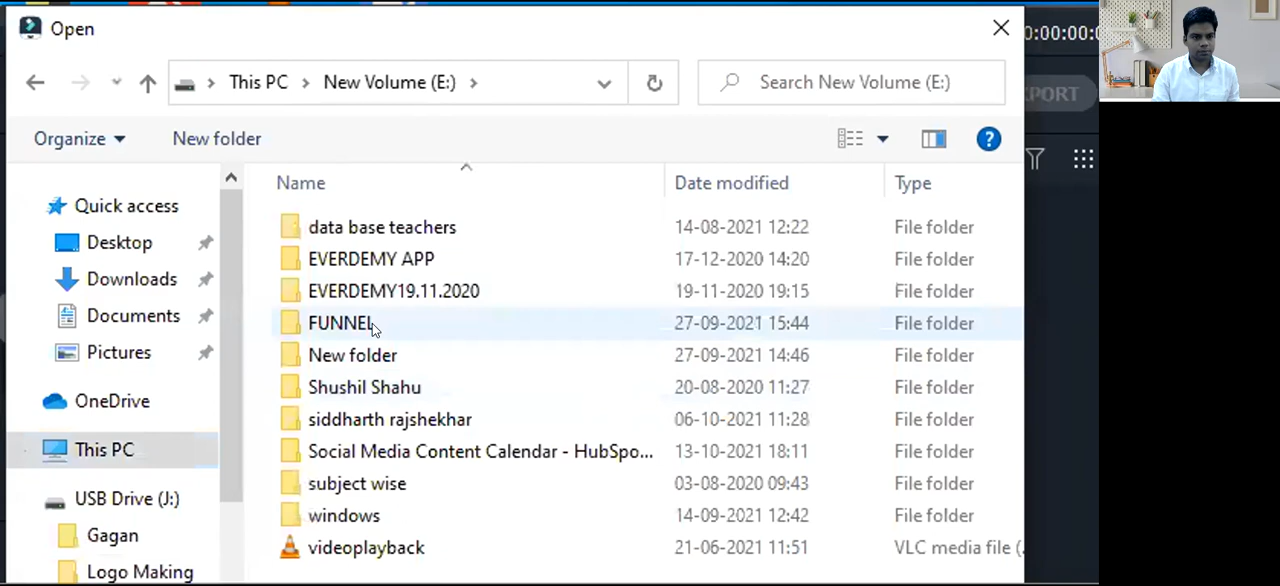 Open
0:00:00:0
This PC > New Volume (E:) >
Search New Volume (E:)
PORT
Organize
New folder
Name
Date modified
Type
Quick access
Desktop
Downloads
Documents
Pictures
OneDrive
This PC
USB Drive (J:)
Gagan
Logo Making
data base teachers 14-08-2021 12:22 File folder
EVERDEMY APP 17-12-2020 14:20 File folder
EVERDEMY19.11.2020 19-11-2020 19:15 File folder
FUNNEL 27-09-2021 15:44 File folder
New folder 27-09-2021 14:46 File folder
Shushil Shahu 20-08-2020 11:27 File folder
siddharth rajshekhar 06-10-2021 11:28 File folder
Social Media Content Calendar - HubSpo... 13-10-2021 18:11 File folder
subject wise 03-08-2020 09:43 File folder
windows 14-09-2021 12:42 File folder
videoplayback 21-06-2021 11:51 VLC media file (.